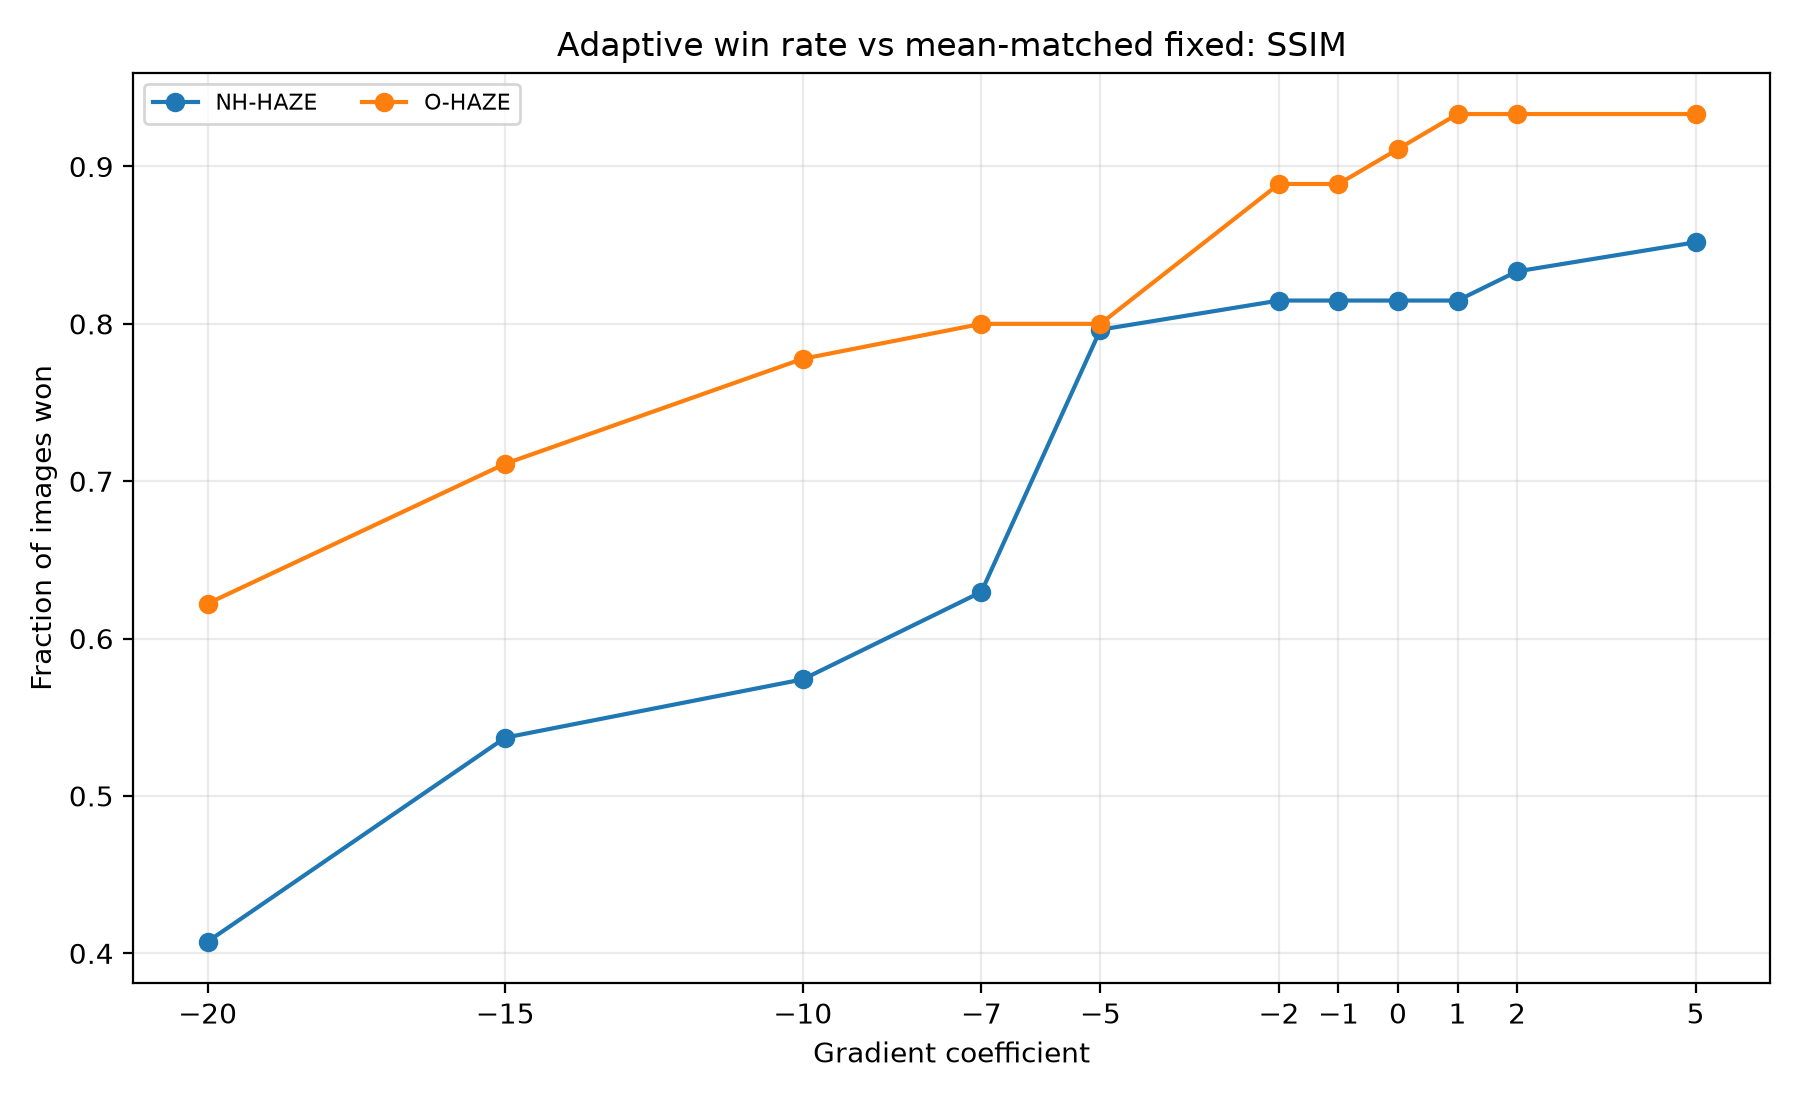 Adaptive win rate vs mean-matched fixed: SSIM
NH-HAZE O-HAZE
Fraction of images won
0.9
0.8
0.7
0.6
0.5
0.4
−20 −15 −10 −7 −5 −2 −1 0 1 2 5
Gradient coefficient